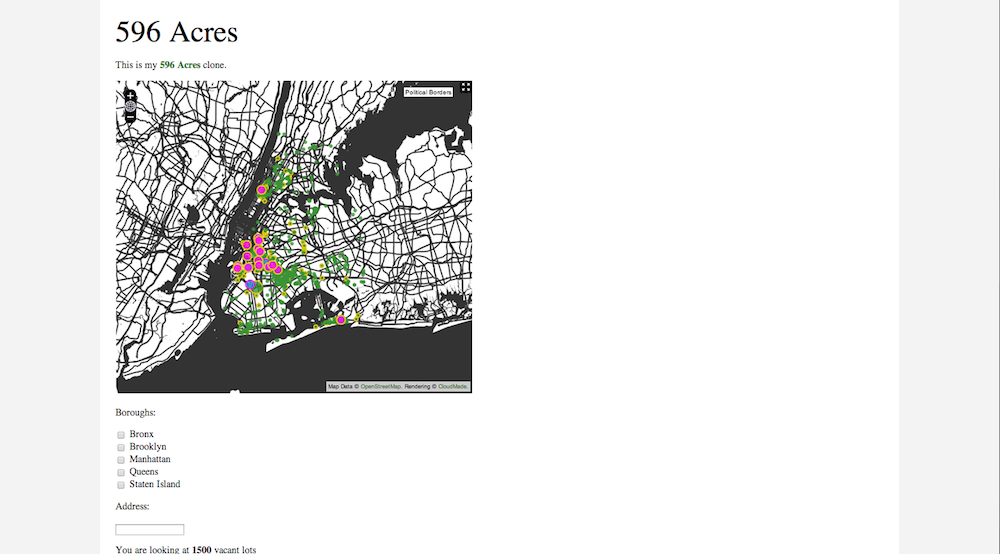 596 Acres
This is my 596 Acres clone.
Political Borders
Map Data © OpenStreetMap. Rendering © CloudMade.
Boroughs:
Bronx
Brooklyn
Manhattan
Queens
Staten Island
Address:
You are looking at 1500 vacant lots